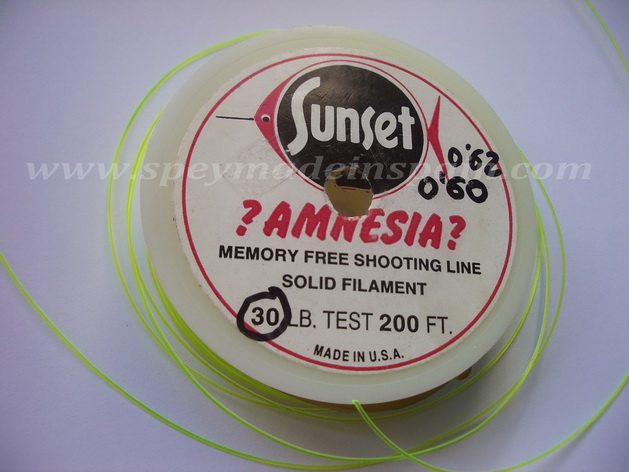 Sunset
0.62
0.60
www.speymadeinspain.com
?AMNESIA?
MEMORY FREE SHOOTING LINE
SOLID FILAMENT
30 LB. TEST 200 FT.
MADE IN U.S.A.